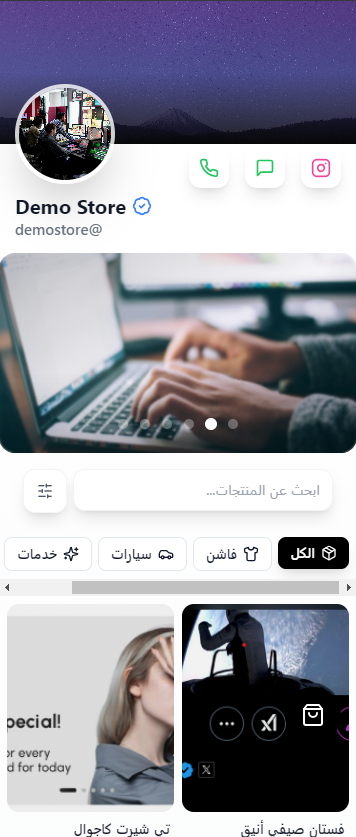 Demo Store
demostore@
ابحث عن المنتجات...
الكل
فاشن
سيارات
خدمات
pecial!
or every
d for today
فستان صيفي أنيق
تي شيرت كاجوال